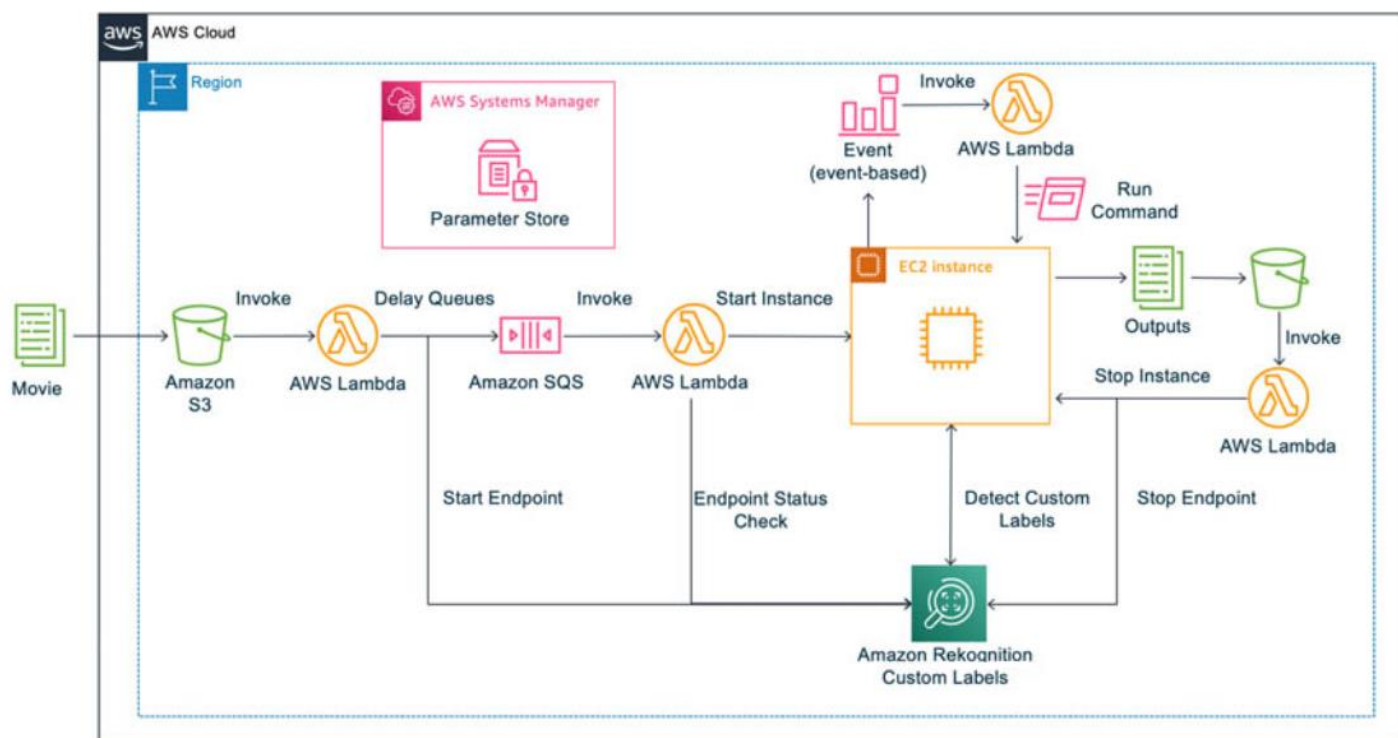 aws
AWS Cloud
Region
AWS Systems Manager
Parameter Store
Invoke
Event
(event-based)
AWS Lambda
Run
Command
EC2 instance
Movie
Amazon
S3
Invoke
AWS Lambda
Delay Queues
Amazon SQS
Invoke
AWS Lambda
Start Instance
Outputs
Invoke
Stop Instance
AWS Lambda
Start Endpoint
Endpoint Status
Check
Detect Custom
Labels
Stop Endpoint
Amazon Rekognition
Custom Labels